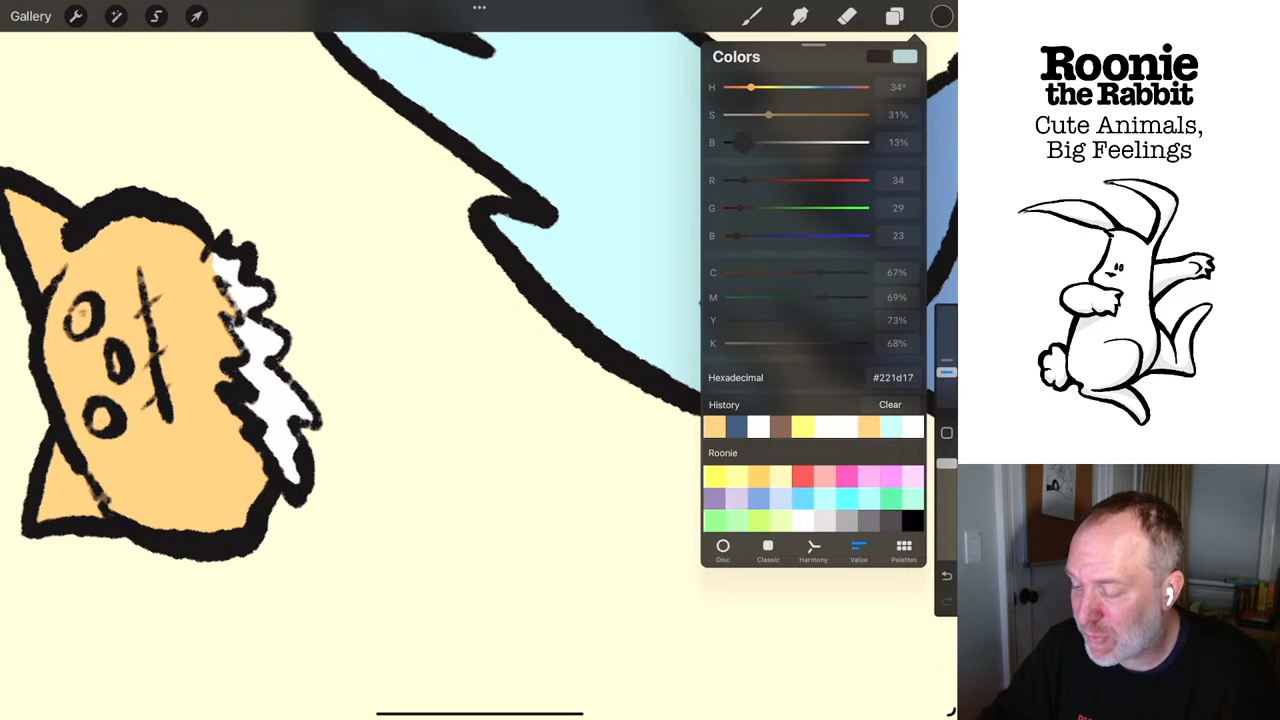 Gallery
Colors
H 34°
S 31%
B 13%
R 34
G 29
B 23
C 67%
M 69%
Y 73%
K 68%
Hexadecimal #221d17
History Clear
Roonie
Disc Classic Harmony Value Palettes
Roonie
the Rabbit
Cute Animals,
Big Feelings